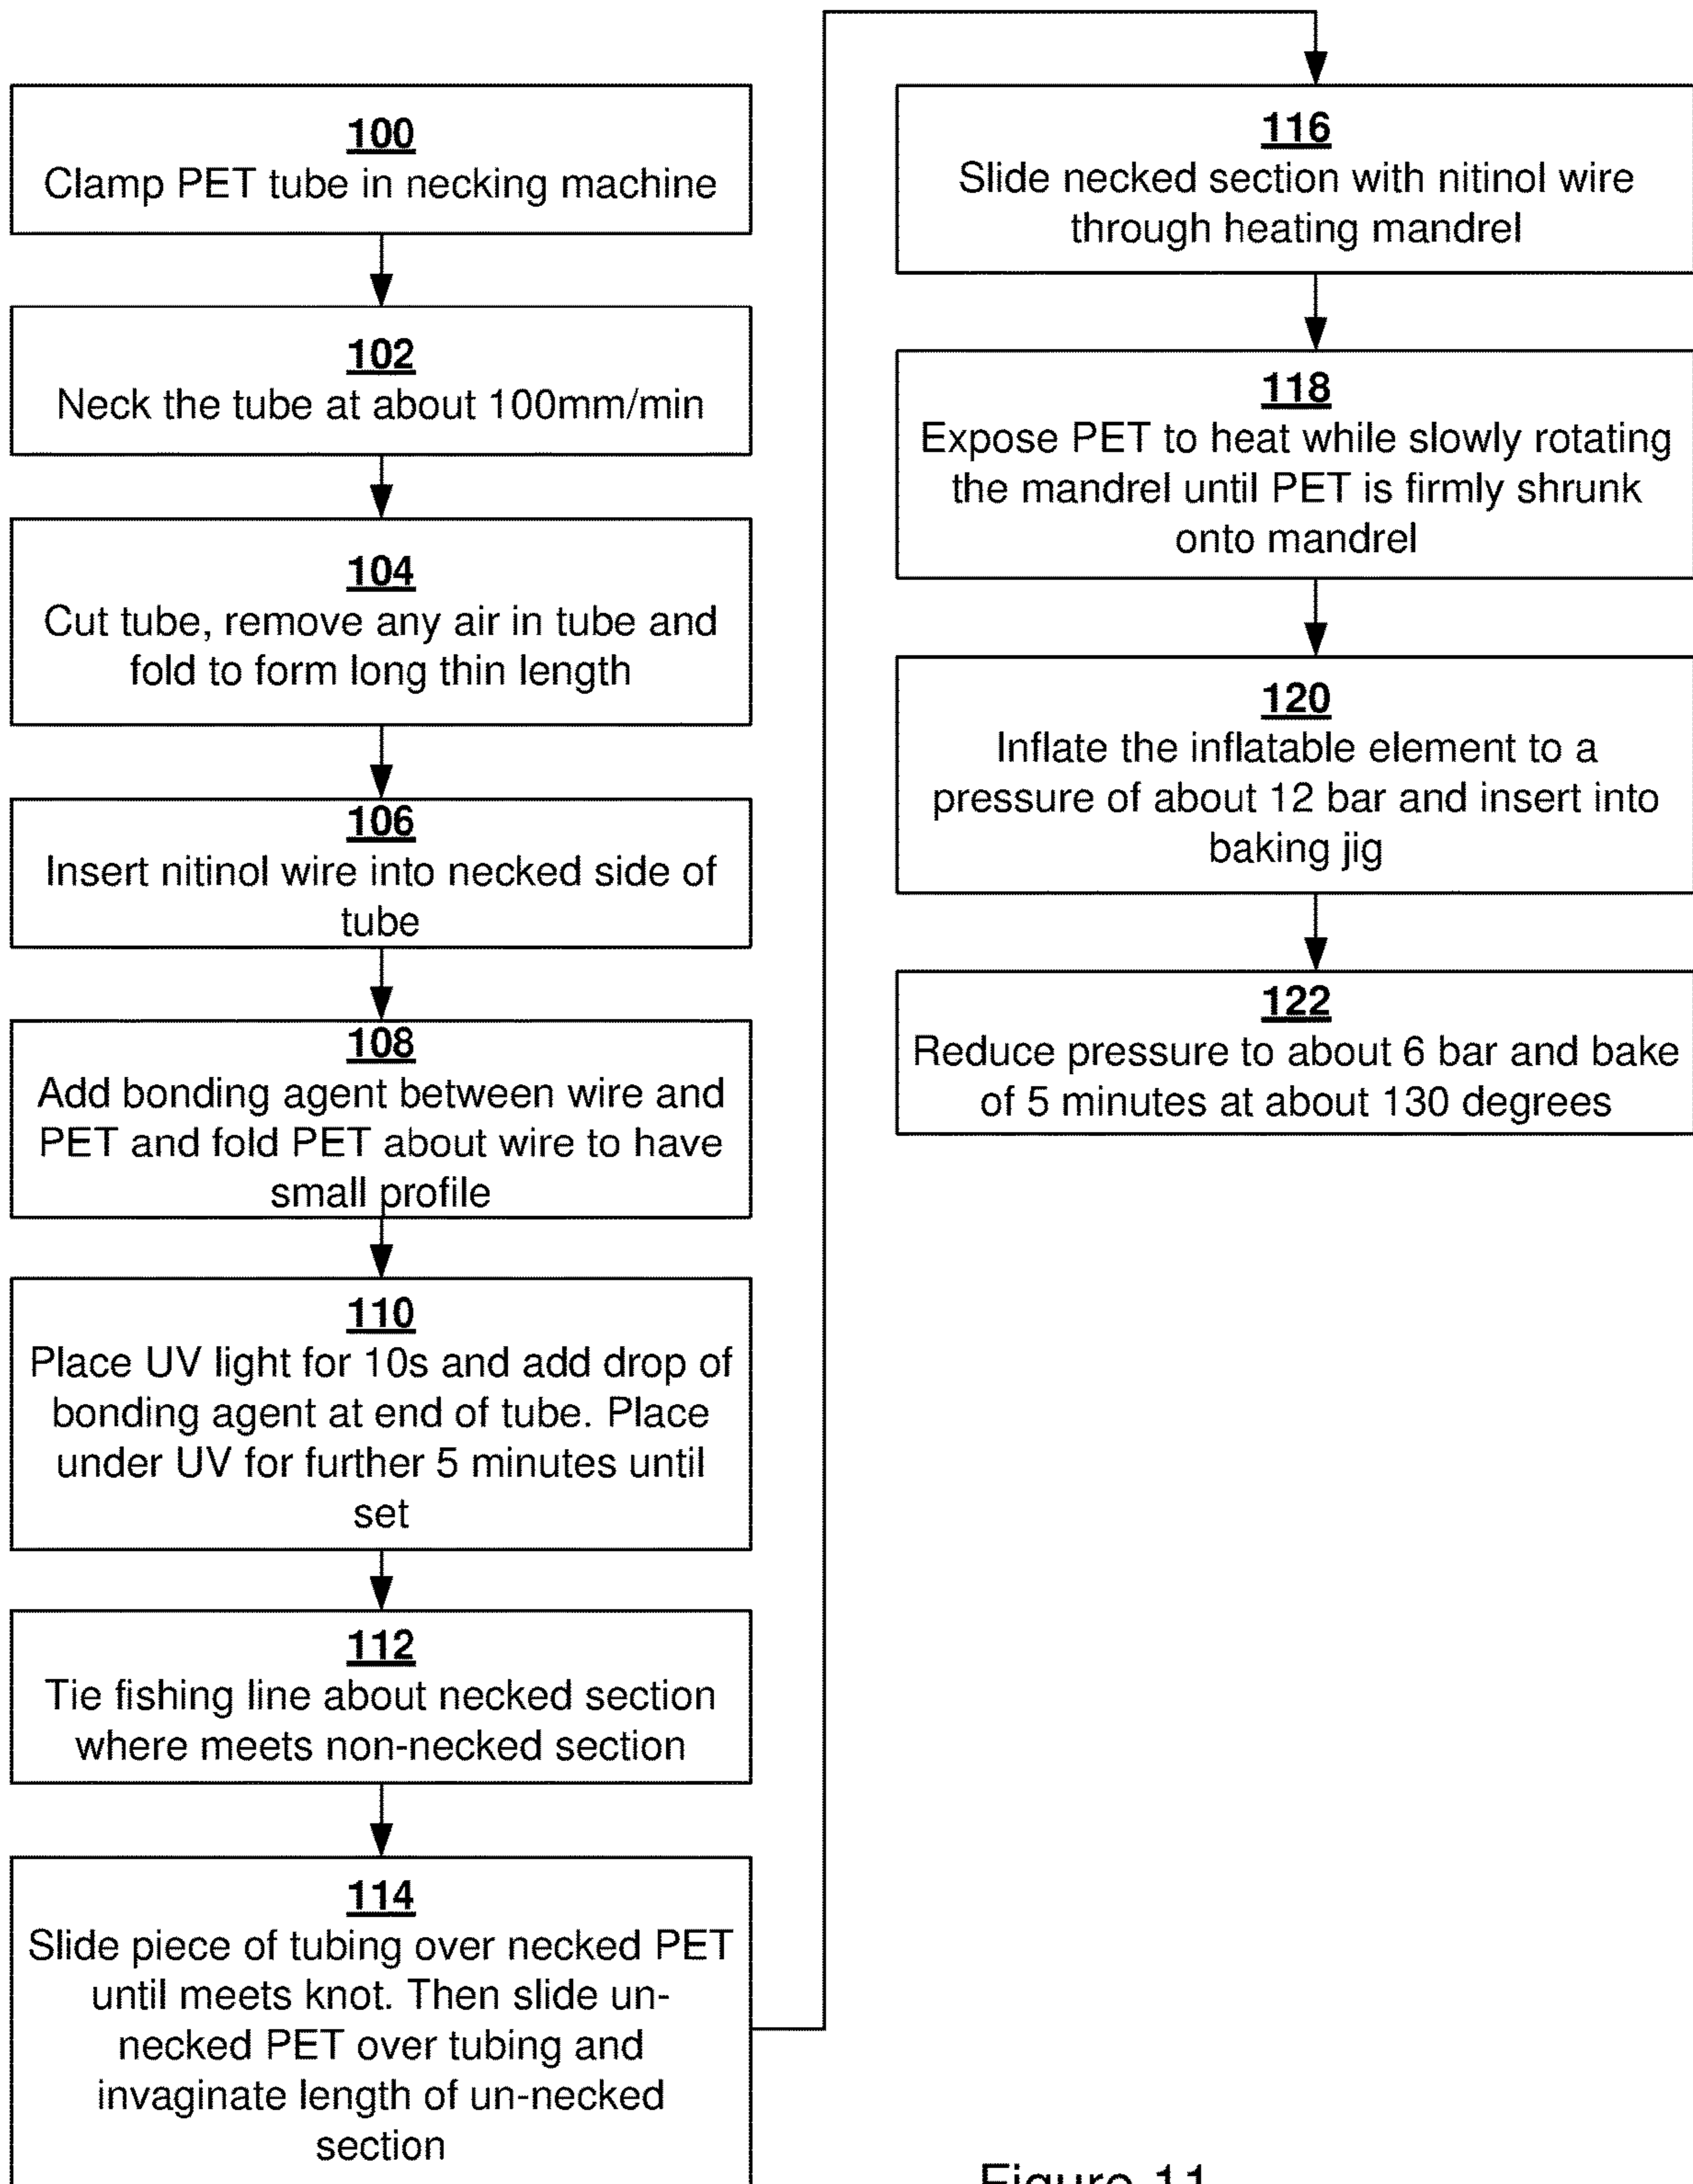 100
Clamp PET tube in necking machine
102
Neck the tube at about 100mm/min
104
Cut tube, remove any air in tube and
fold to form long thin length
106
Insert nitinol wire into necked side of
tube
108
Add bonding agent between wire and
PET and fold PET about wire to have
small profile
110
Place UV light for 10s and add drop of
bonding agent at end of tube. Place
under UV for further 5 minutes until
set
112
Tie fishing line about necked section
where meets non-necked section
114
Slide piece of tubing over necked PET
until meets knot. Then slide un-
necked PET over tubing and
invaginate length of un-necked
section
116
Slide necked section with nitinol wire
through heating mandrel
118
Expose PET to heat while slowly rotating
the mandrel until PET is firmly shrunk
onto mandrel
120
Inflate the inflatable element to a
pressure of about 12 bar and insert into
baking jig
122
Reduce pressure to about 6 bar and bake
of 5 minutes at about 130 degrees
Figure 11